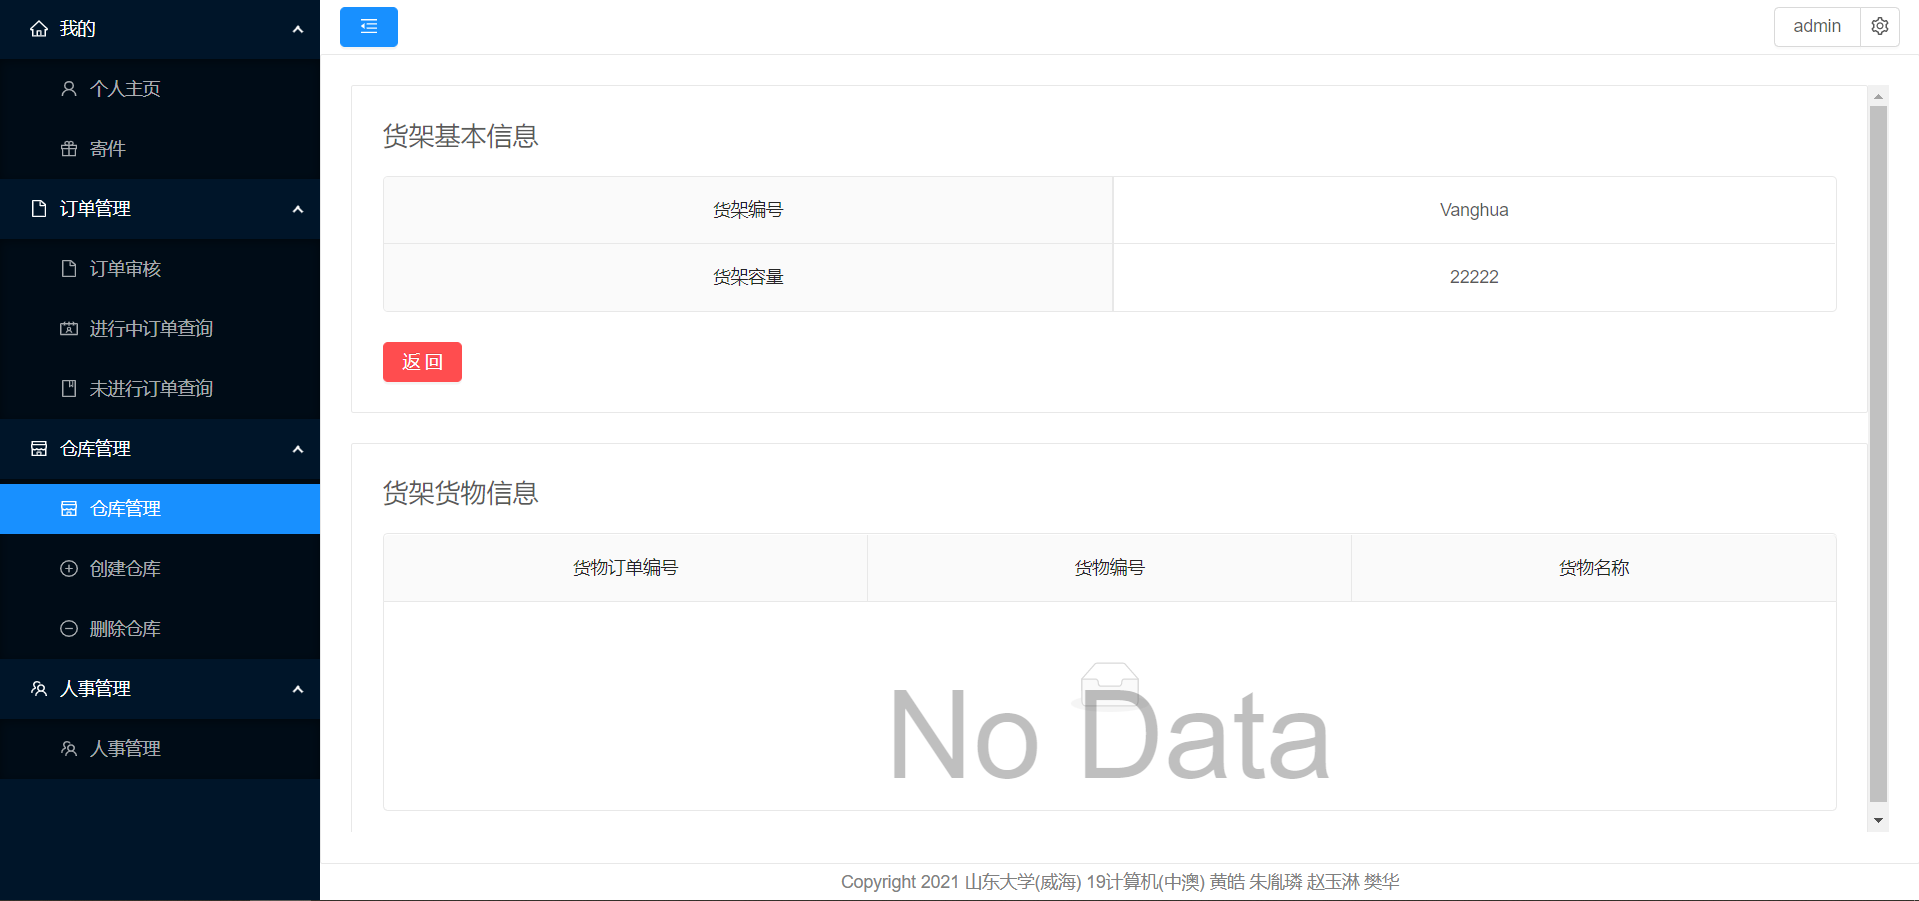 我的
个人主页
寄件
订单管理
订单审核
进行中订单查询
未进行订单查询
仓库管理
仓库管理
创建仓库
删除仓库
人事管理
人事管理
admin
货架基本信息
货架编号 Vanghua
货架容量 22222
返 回
货架货物信息
货物订单编号 货物编号 货物名称
No Data
Copyright 2021 山东大学(威海) 19计算机(中澳) 黄皓 朱胤璘 赵玉淋 樊华